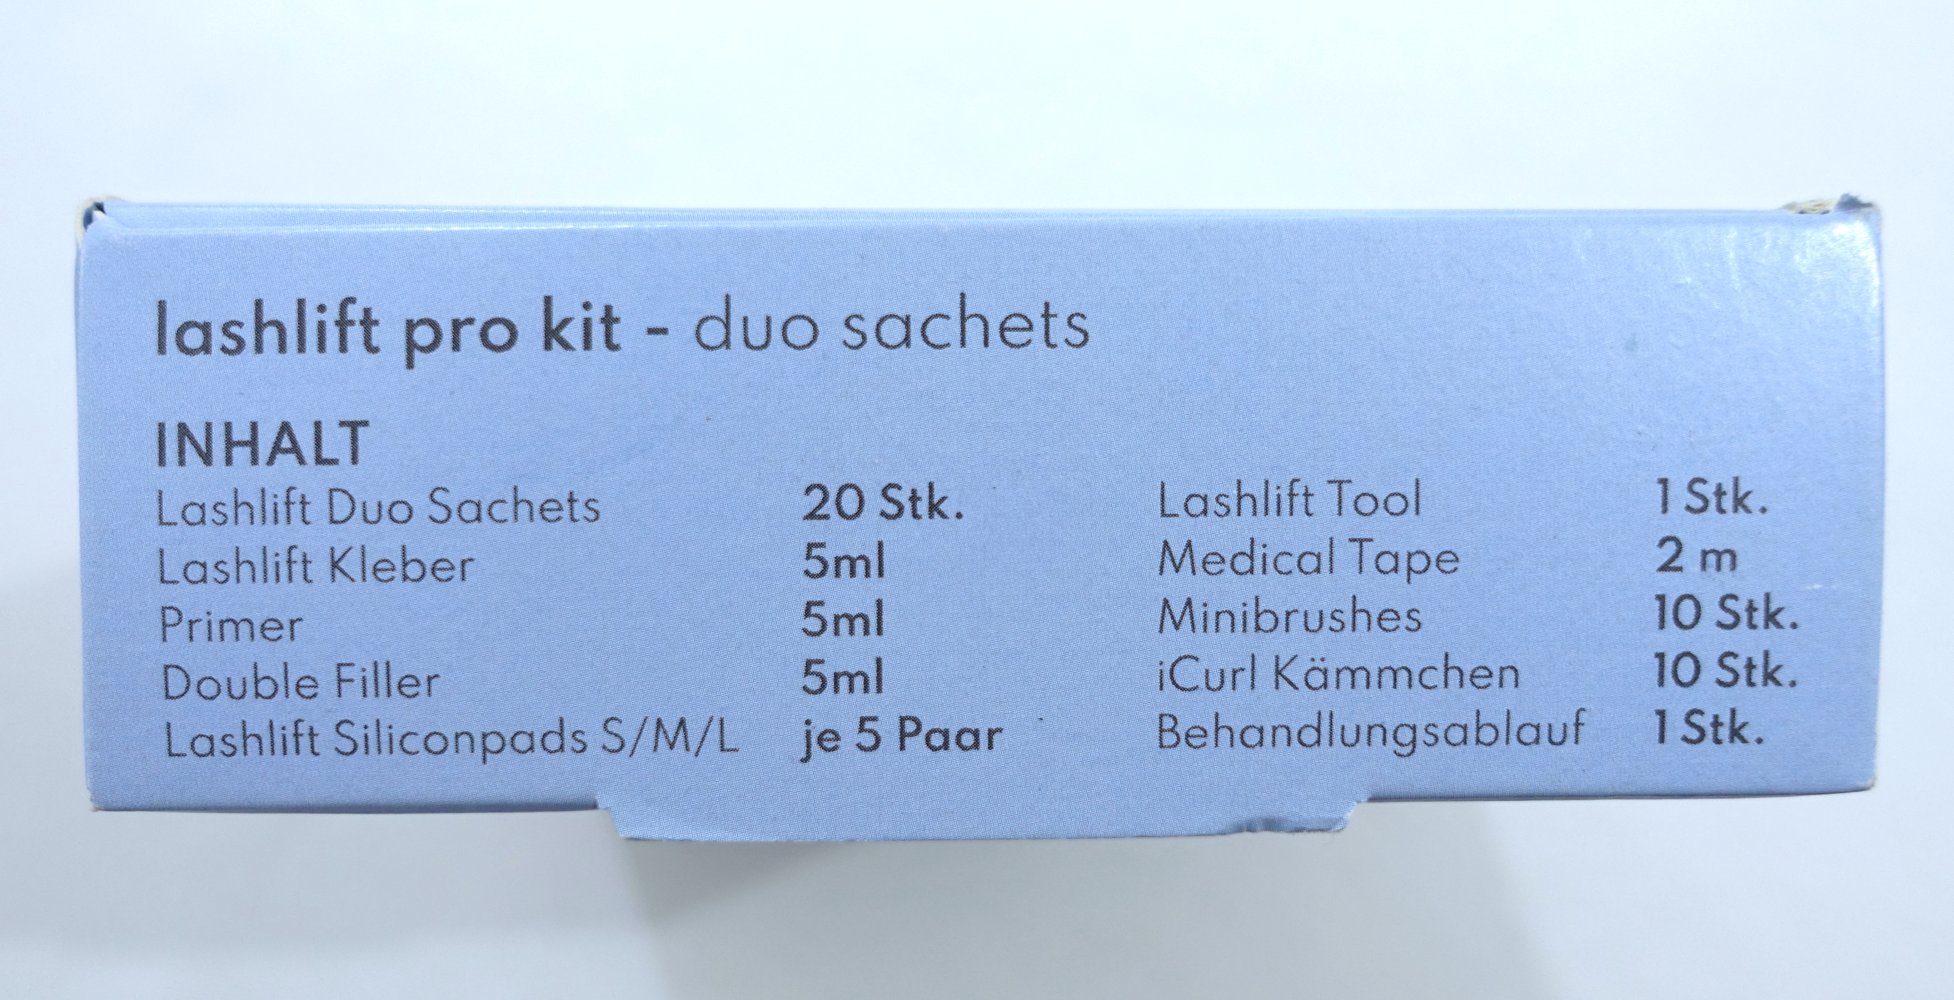 lashlift pro kit - duo sachets
INHALT
Lashlift Duo Sachets 20 Stk.
Lashlift Kleber 5ml
Primer 5ml
Double Filler 5ml
Lashlift Siliconpads S/M/L je 5 Paar
Lashlift Tool 1 Stk.
Medical Tape 2 m
Minibrushes 10 Stk.
iCurl Kämmchen 10 Stk.
Behandlungsablauf 1 Stk.